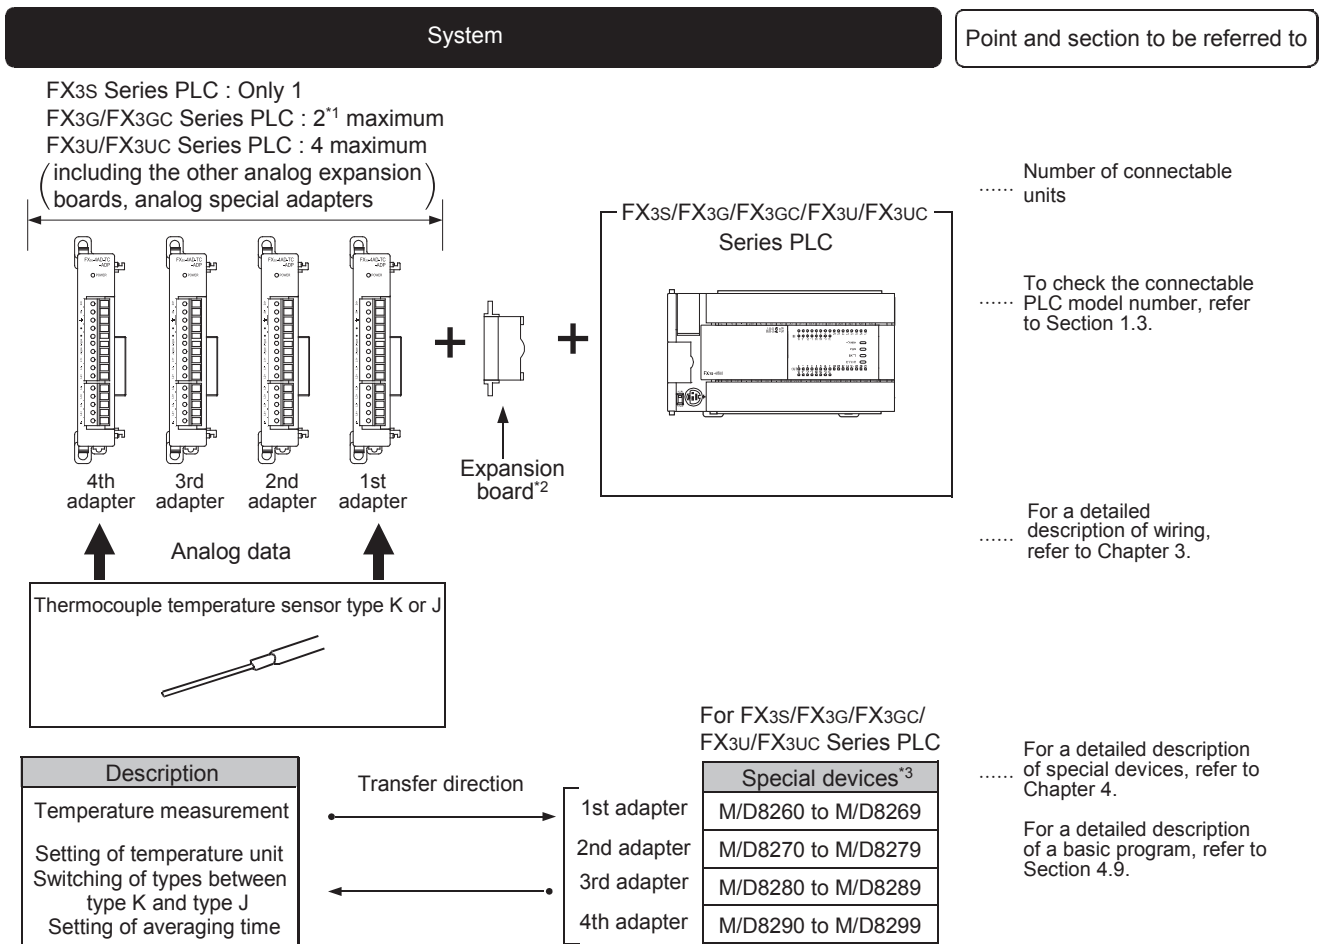 System
Point and section to be referred to
FX3S Series PLC : Only 1
FX3G/FX3GC Series PLC : 2*1 maximum
FX3U/FX3UC Series PLC : 4 maximum
(including the other analog expansion
boards, analog special adapters)
...... Number of connectable
units
FX3S/FX3G/FX3GC/FX3U/FX3UC
Series PLC
...... To check the connectable
PLC model number, refer
to Section 1.3.
POWER
POWER
POWER
POWER
4th
adapter
3rd
adapter
2nd
adapter
1st
adapter
Expansion
board*2
...... For a detailed
description of wiring,
refer to Chapter 3.
Analog data
Thermocouple temperature sensor type K or J
For FX3S/FX3G/FX3GC/
FX3U/FX3UC Series PLC
Description
Transfer direction
Special devices*3
Temperature measurement
1st adapter M/D8260 to M/D8269
Setting of temperature unit
2nd adapter M/D8270 to M/D8279
Switching of types between
type K and type J
3rd adapter M/D8280 to M/D8289
Setting of averaging time
4th adapter M/D8290 to M/D8299
...... For a detailed description
of special devices, refer to
Chapter 4.
For a detailed description
of a basic program, refer to
Section 4.9.